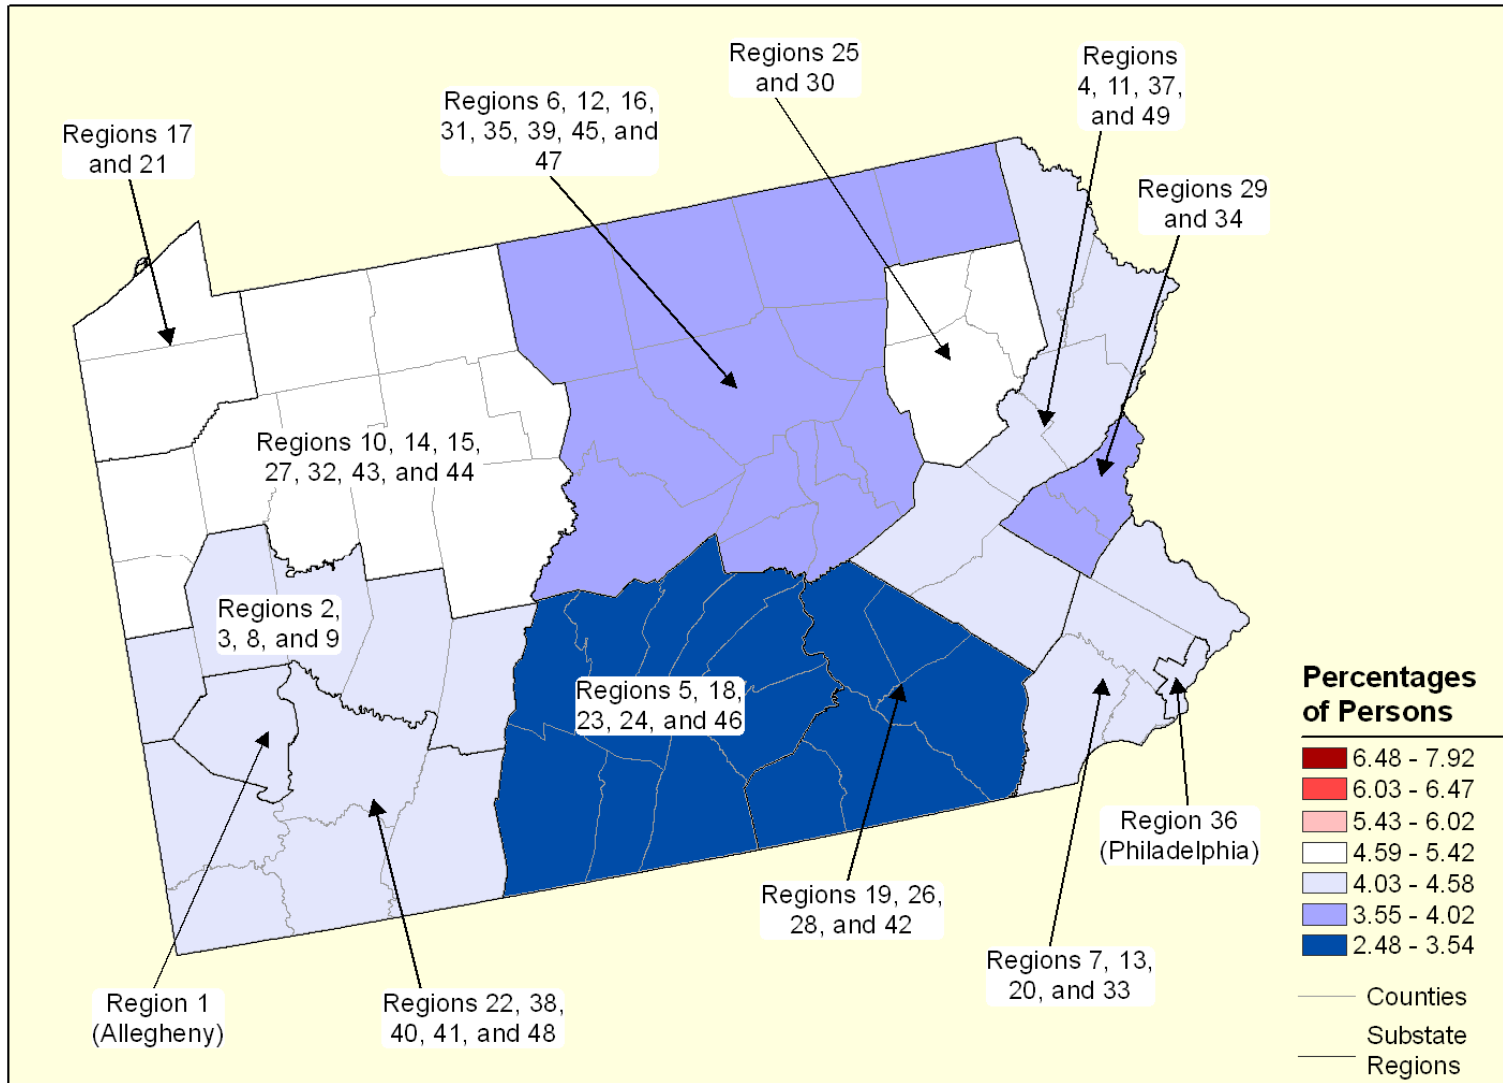 Regions 25
and 30
Regions
4, 11, 37,
and 49
Regions 6, 12, 16,
31, 35, 39, 45, and
47
Regions 17
and 21
Regions 29
and 34
Regions 10, 14, 15,
27, 32, 43, and 44
Regions 2,
3, 8, and 9
Regions 5, 18,
23, 24, and 46
Percentages
of Persons
6.48 - 7.92
6.03 - 6.47
5.43 - 6.02
4.59 - 5.42
4.03 - 4.58
3.55 - 4.02
2.48 - 3.54
Counties
Substate
Regions
Region 36
(Philadelphia)
Regions 19, 26,
28, and 42
Regions 7, 13,
20, and 33
Region 1
(Allegheny)
Regions 22, 38,
40, 41, and 48